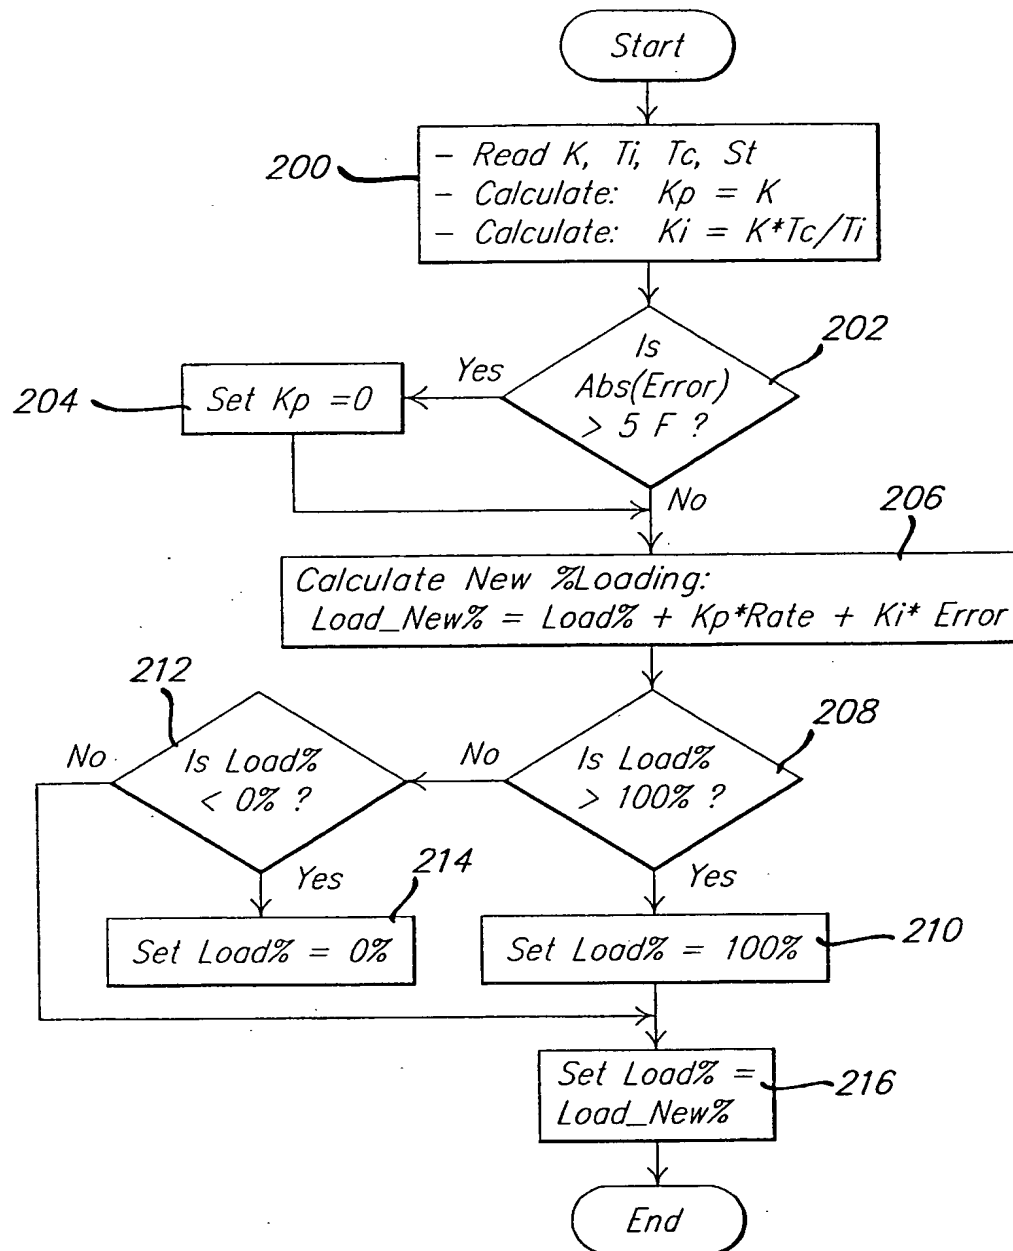 Start
200
- Read K, Ti, Tc, St
- Calculate: Kp = K
- Calculate: Ki = K*Tc/Ti
202
Is
Abs(Error)
> 5 F ?
Yes
204
Set Kp =0
No
206
Calculate New %Loading:
Load_New% = Load% + Kp*Rate + Ki* Error
212
208
No
Is Load%
< 0% ?
No
Is Load%
> 100% ?
Yes
214
Yes
Set Load% = 0%
Set Load% = 100%
210
Set Load% =
Load_New%
216
End